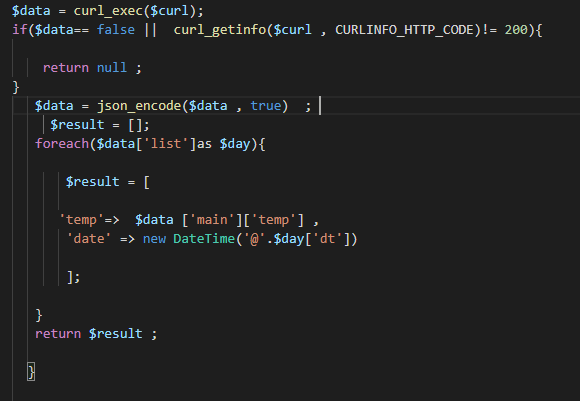 $data = curl_exec($curl);
if($data== false ||  curl_getinfo($curl , CURLINFO_HTTP_CODE)!= 200){
return null ;
}
$data = json_encode($data , true)  ;
$result = [];
foreach($data['list']as $day){
$result = [
'temp'=>  $data ['main']['temp'] ,
'date' => new DateTime('@'.$day['dt'])
];
}
return $result ;
}